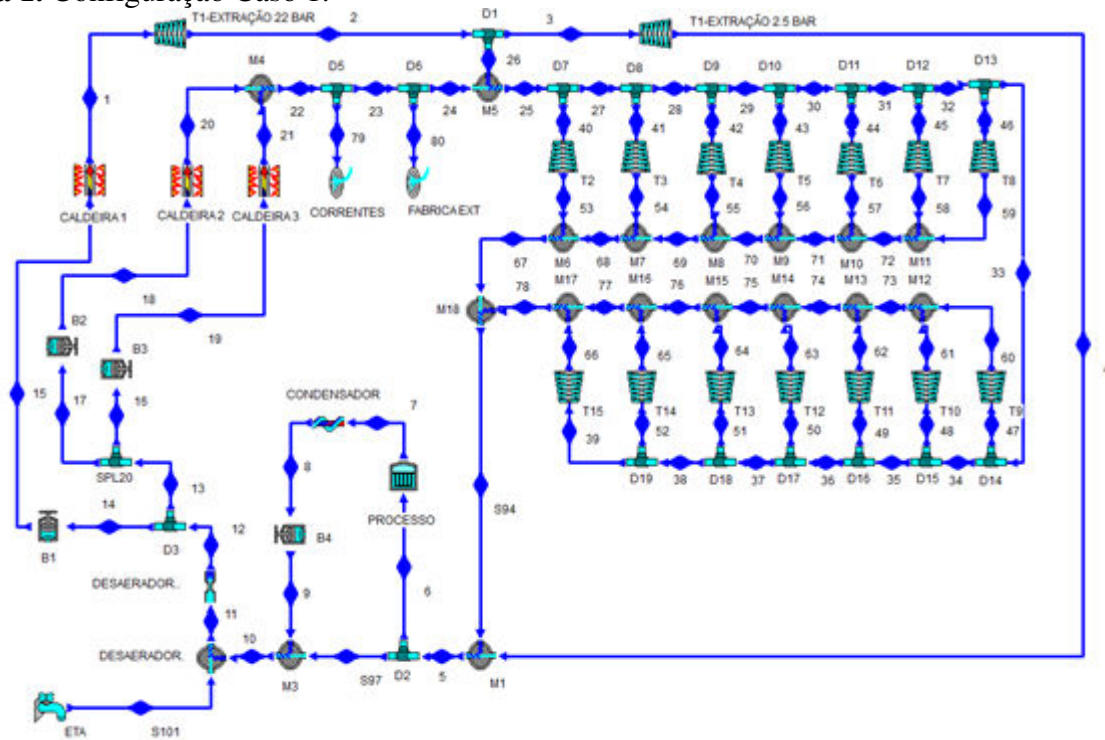 T1-EXTRAÇÃO 22 BAR 2 D1 3 T1-EXTRAÇÃO 2.5 BAR
26
M4 D5 D6 D7 D8 D9 D10 D11 D12 D13
1 22 23 24 M5 25 27 28 29 30 31 32
20 21 79 80 40 41 42 43 44 45 46
T2 T3 T4 T5 T6 T7 T8
CALDEIRA 1 CALDEIRA 2 CALDEIRA 3 CORRENTES FABRICA EXT
53 54 55 56 57 58 59
67 M6 68 M7 69 M8 70 M9 71 M10 72 M11 33
18 78 M17 77 M16 76 M15 75 M14 74 M13 73 M12
B2 19 M18
B3 66 65 64 63 62 61 60
15 17 16 CONDENSADOR 7
T15 T14 T13 T12 T11 T10 T9
39 52 51 50 49 48 47
SPL20 8 D19 38 D18 37 D17 36 D16 35 D15 34 D14
14 13 PROCESSO S94
B1 D3 12 B4
DESAERADOR.. 9 6
11
DESAERADOR. 10 M3 S97 D2 5 M1
ETA S101